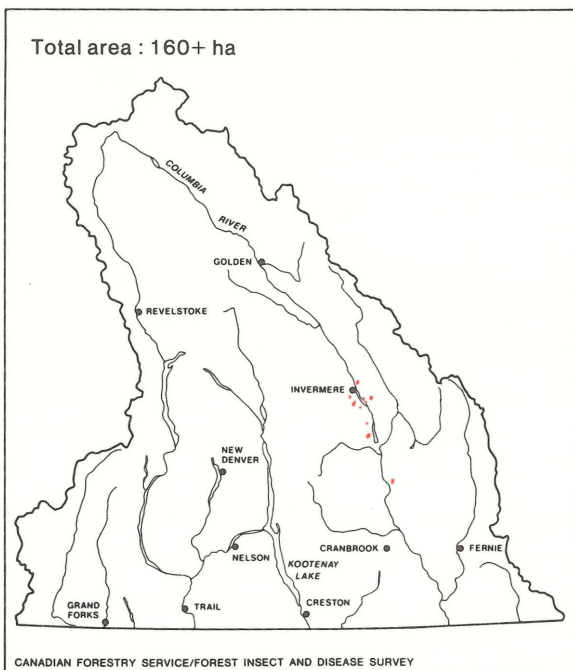 Total area : 160+ ha
COLUMBIA
RIVER
GOLDEN
REVELSTOKE
INVERMERE
NEW
DENVER
NELSON
CRANBROOK
FERNIE
KOOTENAY
LAKE
GRAND
FORKS
TRAIL
CRESTON
CANADIAN FORESTRY SERVICE/FOREST INSECT AND DISEASE SURVEY